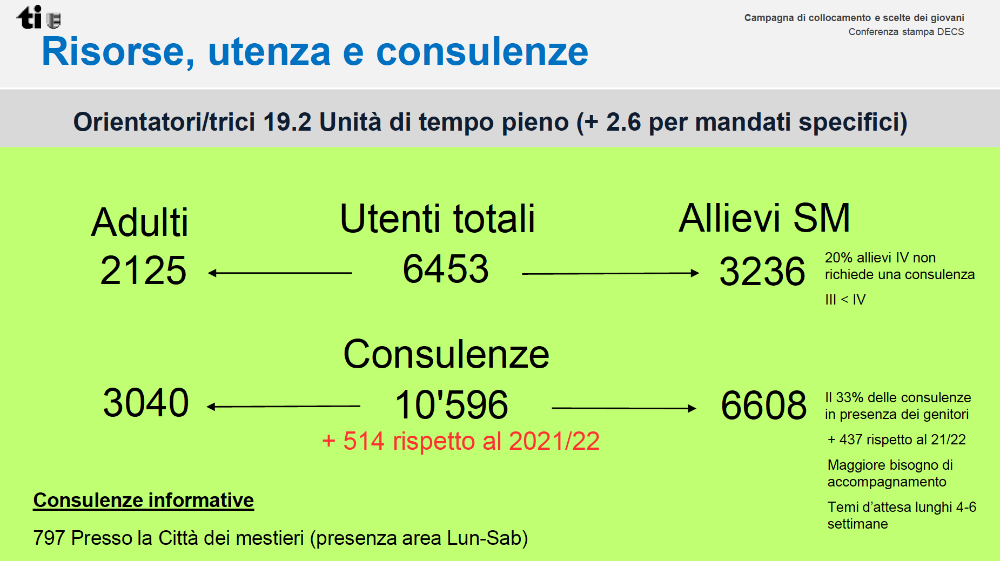 ti
Campagna di collocamento e scelte dei giovani
Conferenza stampa DECS
Risorse, utenza e consulenze
Orientatori/trici 19.2 Unità di tempo pieno (+ 2.6 per mandati specifici)
Adulti
Utenti totali
Allievi SM
2125
6453
3236
20% allievi IV non
richiede una consulenza
III < IV
Consulenze
3040
10'596
6608
+ 514 rispetto al 2021/22
Il 33% delle consulenze
in presenza dei genitori
+ 437 rispetto al 21/22
Maggiore bisogno di
accompagnamento
Temi d’attesa lunghi 4-6
settimane
Consulenze informative
797 Presso la Città dei mestieri (presenza area Lun-Sab)